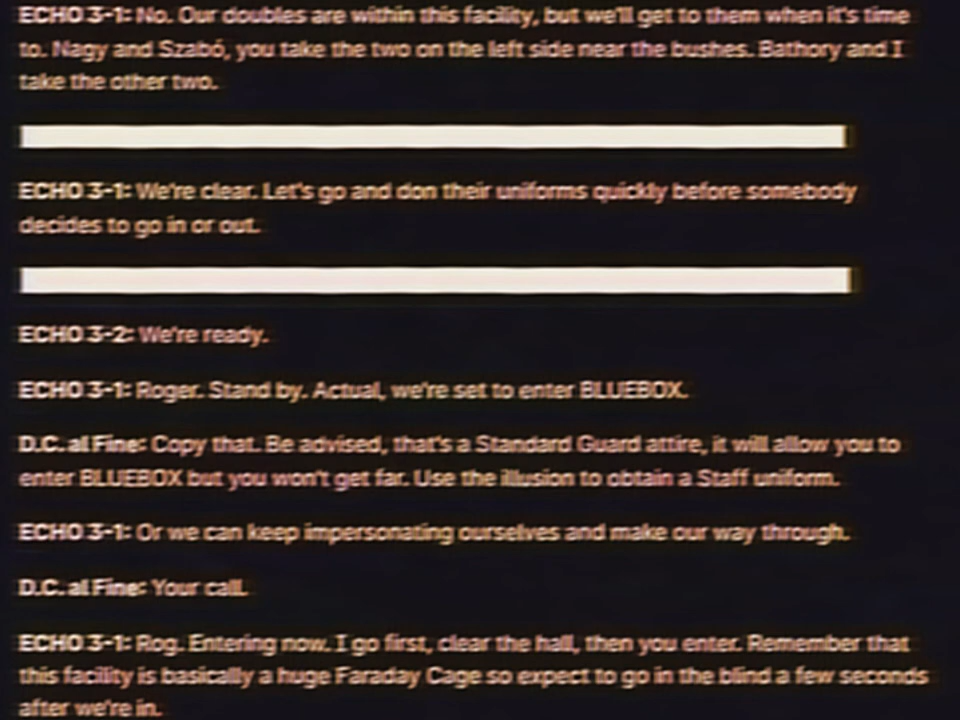 ECHO 3-1: No. Our doubles are within this facility, but we'll get to them when it's time
to. Nagy and Szabó, you take the two on the left side near the bushes. Bathory and I
take the other two.
ECHO 3-1: We're clear. Let's go and don their uniforms quickly before somebody
decides to go in or out.
ECHO 3-2: We're ready.
ECHO 3-1: Roger. Stand by. Actual, we're set to enter BLUEBOX.
D.C. al Fine: Copy that. Be advised, that's a Standard Guard attire, it will allow you to
enter BLUEBOX but you won't get far. Use the illusion to obtain a Staff uniform.
ECHO 3-1: Or we can keep impersonating ourselves and make our way through.
D.C. al Fine: Your call.
ECHO 3-1: Rog. Entering now. I go first, clear the hall, then you enter. Remember that
this facility is basically a huge Faraday Cage so expect to go in the blind a few seconds
after we're in.